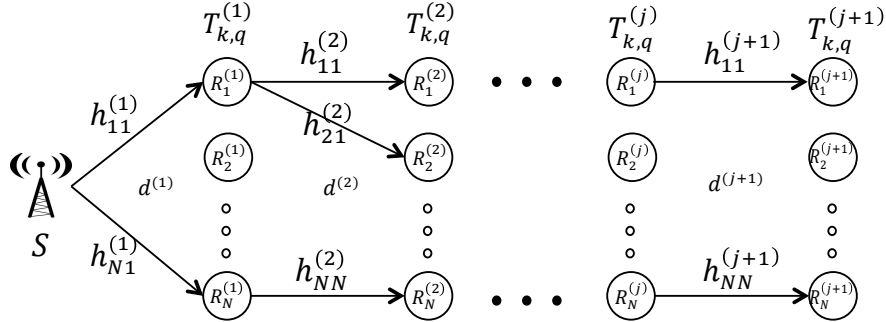 T_{k,q}^{(1)} T_{k,q}^{(2)} T_{k,q}^{(j)} T_{k,q}^{(j+1)}
h_{11}^{(2)} h_{11}^{(j+1)}
R_1^{(1)} R_1^{(2)} • • • R_1^{(j)} R_1^{(j+1)}
h_{11}^{(1)} h_{21}^{(2)}
R_2^{(1)} R_2^{(2)} R_2^{(j)} R_2^{(j+1)}
d^{(1)} d^{(2)} d^{(j+1)}
S
h_{N1}^{(1)} h_{NN}^{(2)} h_{NN}^{(j+1)}
R_N^{(1)} R_N^{(2)} • • • R_N^{(j)} R_N^{(j+1)}